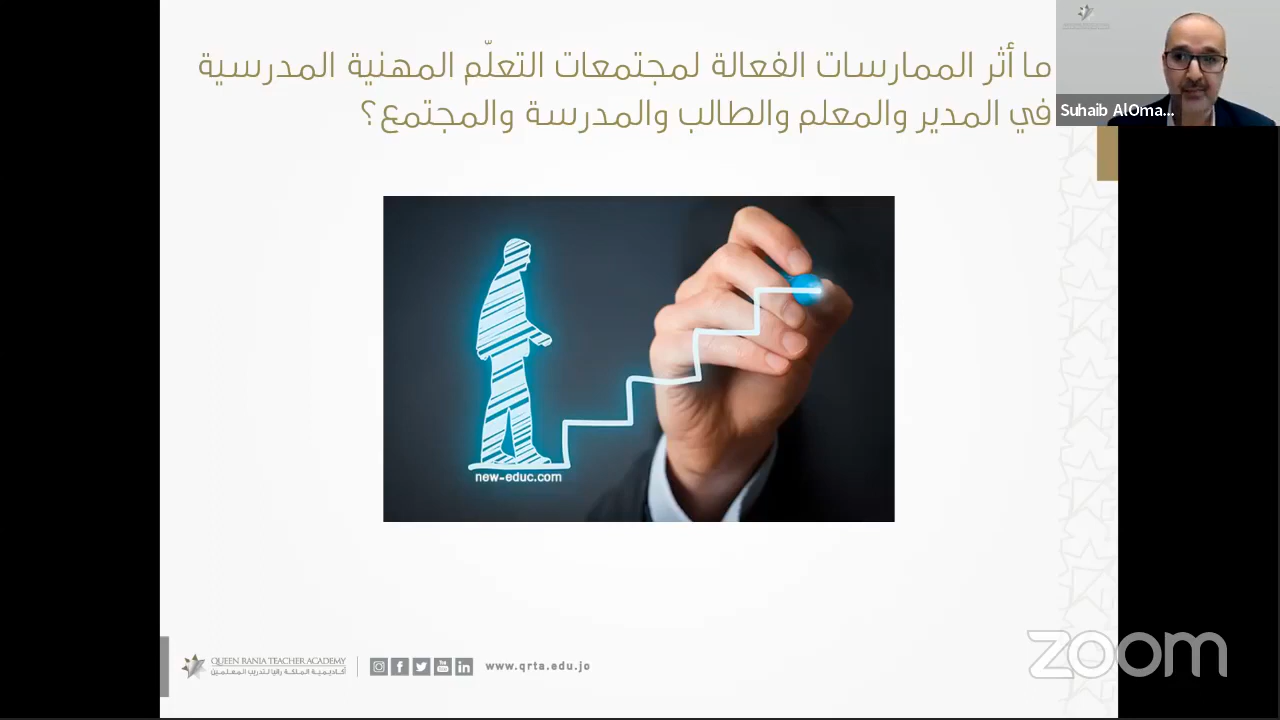 ما أثر الممارسات الفعالة لمجتمعات التعلّم المهنية المدرسية
في المدير والمعلم والطالب والمدرسة والمجتمع؟
Suhaib AlOma...
new-educ.com
QUEEN RANIA TEACHER ACADEMY
أكاديمية الملكة رانيا لتدريب المعلمين
www.qrta.edu.jo
zoom